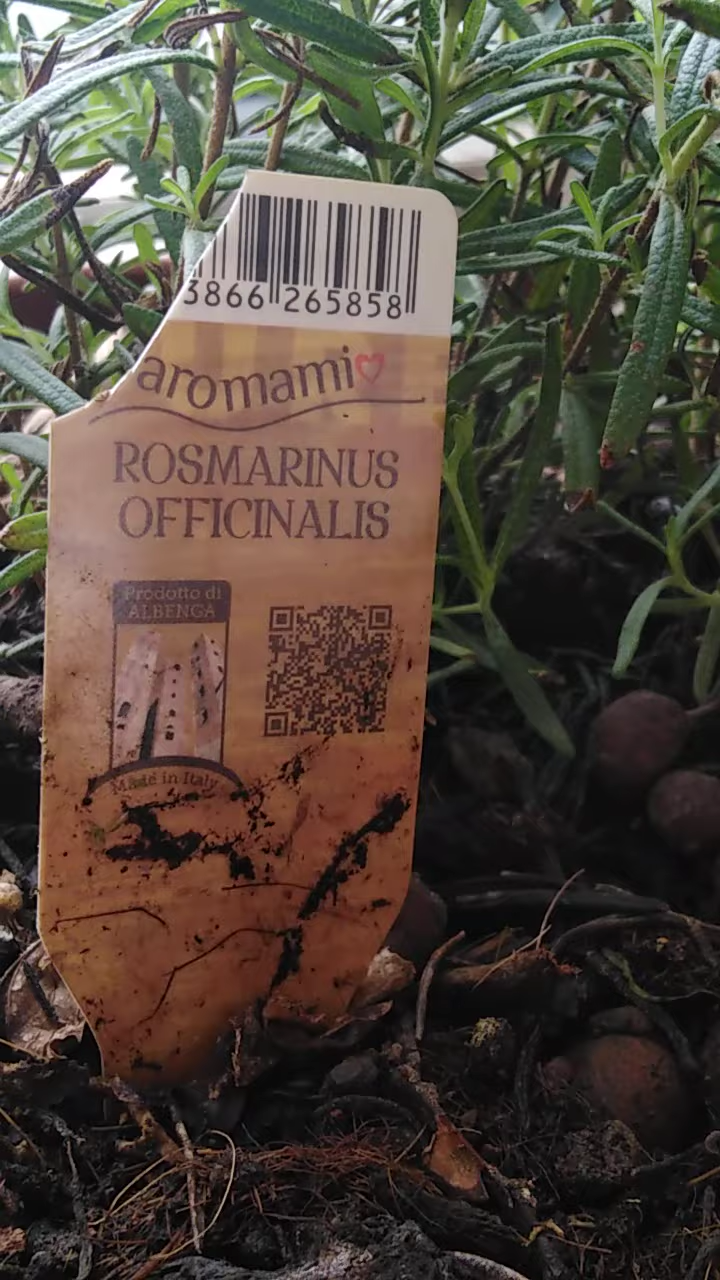 3866 265858
aromami
ROSMARINUS
OFFICINALIS
Prodotto di
ALBENGA
Made in Italy